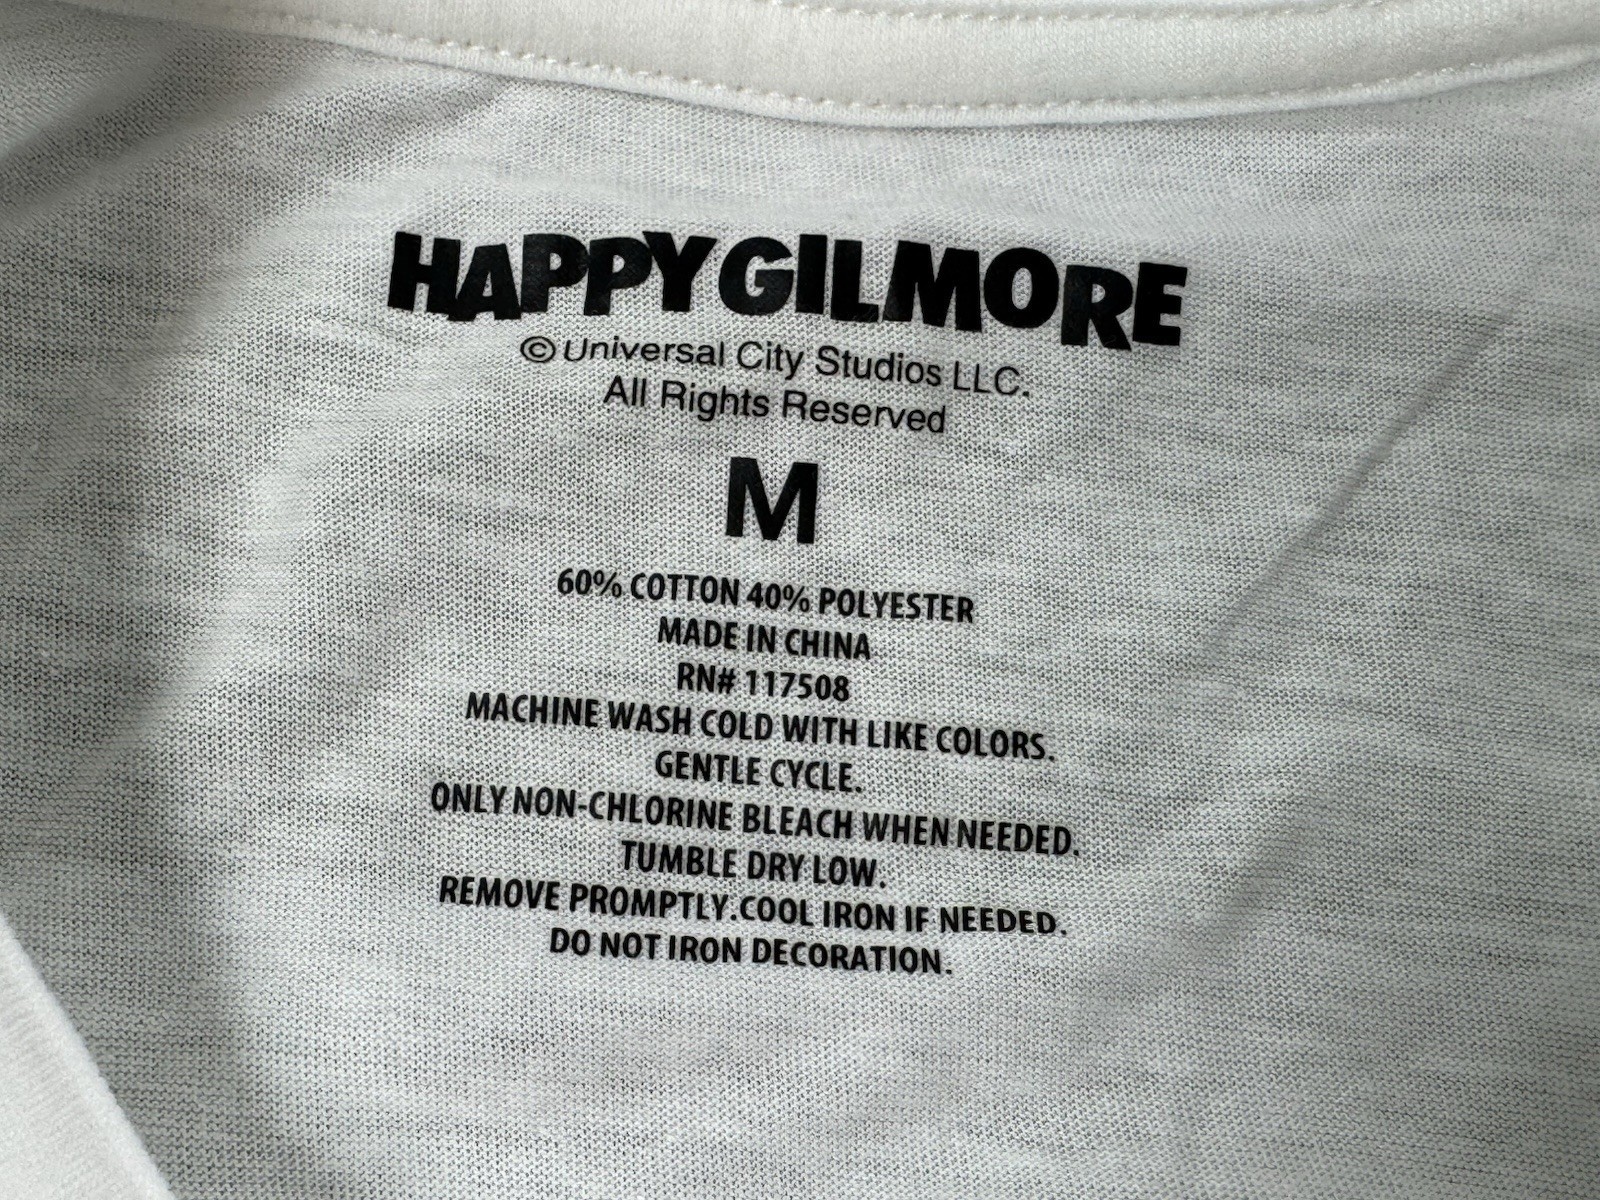 HAPPY GILMORE
© Universal City Studios LLC.
All Rights Reserved
M
60% COTTON 40% POLYESTER
MADE IN CHINA
RN# 117508
MACHINE WASH COLD WITH LIKE COLORS.
GENTLE CYCLE.
ONLY NON-CHLORINE BLEACH WHEN NEEDED.
TUMBLE DRY LOW.
REMOVE PROMPTLY.COOL IRON IF NEEDED.
DO NOT IRON DECORATION.